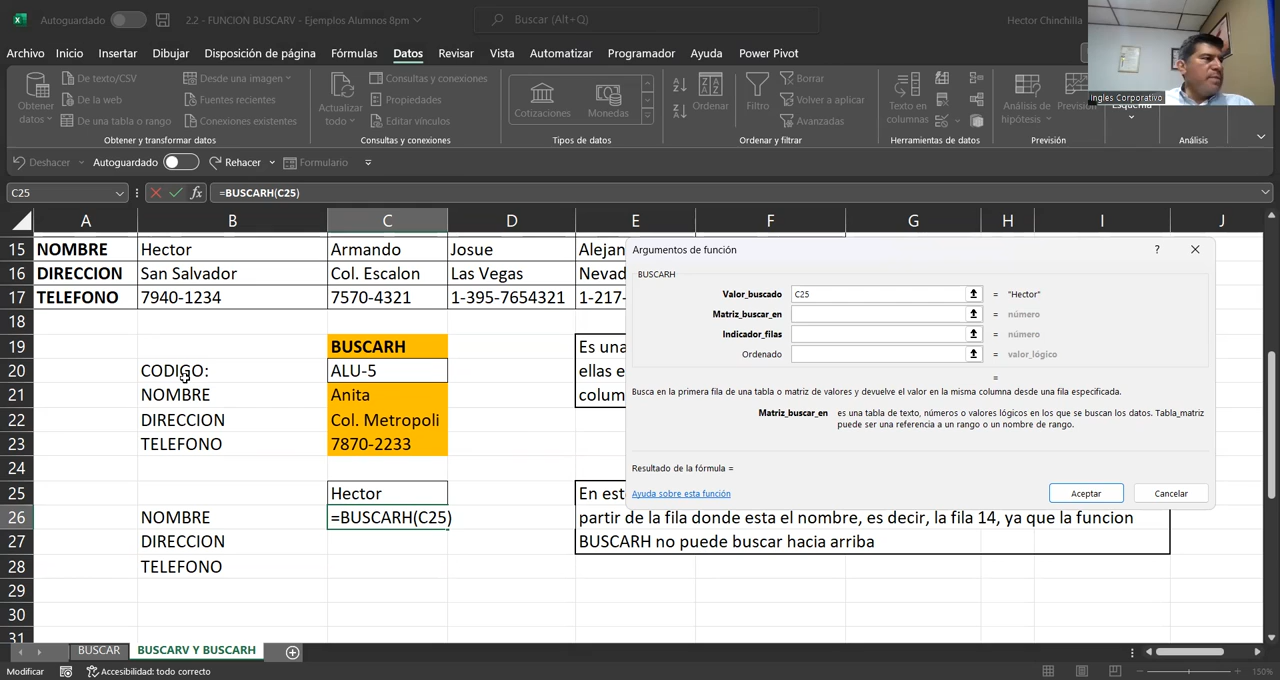 Autoguardado
2.2 - FUNCION BUSCARV - Ejemplos Alumnos 8pm
Buscar (Alt+Q)
Hector Chinchilla
Archivo Inicio Insertar Dibujar Disposición de página Fórmulas Datos Revisar Vista Automatizar Programador Ayuda Power Pivot
Obtener datos
De texto/CSV
De la web
De una tabla o rango
Desde una imagen
Fuentes recientes
Conexiones existentes
Obtener y transformar datos
Actualizar todo
Consultas y conexiones
Propiedades
Editar vínculos
Consultas y conexiones
Cotizaciones
Monedas
Tipos de datos
Ordenar
Filtro
Borrar
Volver a aplicar
Avanzadas
Ordenar y filtrar
Texto en columnas
Herramientas de datos
Análisis de hipótesis
Previsión
Esquema
Análisis
Ingles Corporativo
Deshacer Autoguardado Rehacer Formulario
C25
fx
=BUSCARH(C25)
A B C D E F G H I J
15 NOMBRE Hector Armando Josue Alejan
16 DIRECCION San Salvador Col. Escalon Las Vegas Nevad
17 TELEFONO 7940-1234 7570-4321 1-395-7654321 1-217-
18
19 BUSCARH Es una
20 CODIGO: ALU-5 ellas e
21 NOMBRE Anita colum
22 DIRECCION Col. Metropoli
23 TELEFONO 7870-2233
24
25 Hector En est
26 NOMBRE =BUSCARH(C25) partir de la fila donde esta el nombre, es decir, la fila 14, ya que la funcion
27 DIRECCION BUSCARH no puede buscar hacia arriba
28 TELEFONO
29
30
31
Argumentos de función
? 
BUSCARH
Valor_buscado C25 = "Hector"
Matriz_buscar_en = número
Indicador_filas = número
Ordenado = valor_lógico
=
Busca en la primera fila de una tabla o matriz de valores y devuelve el valor en la misma columna desde una fila especificada.
Matriz_buscar_en es una tabla de texto, números o valores lógicos en los que se buscan los datos. Tabla_matriz
puede ser una referencia a un rango o un nombre de rango.
Resultado de la fórmula =
Ayuda sobre esta función
Aceptar
Cancelar
BUSCAR BUSCARV Y BUSCARH
Modificar Accesibilidad: todo correcto 150%